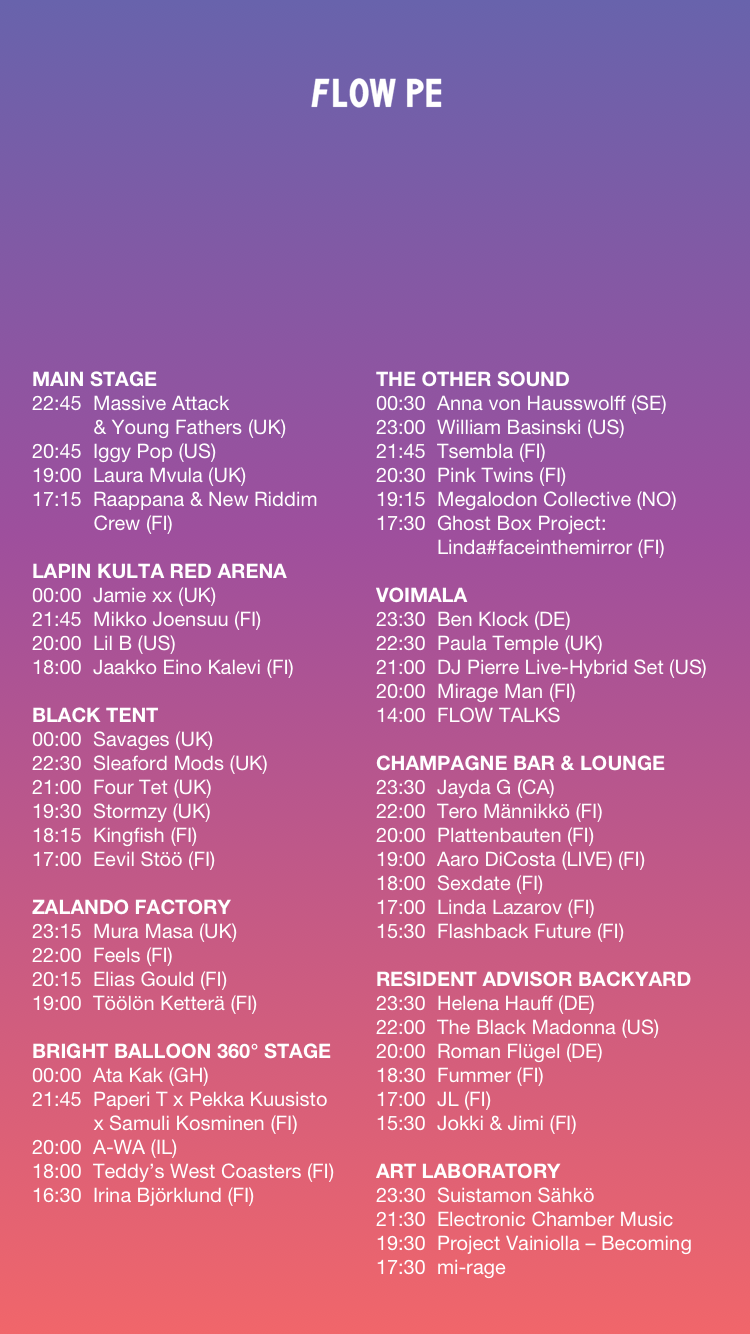 FLOW PE
MAIN STAGE
22:45 Massive Attack
& Young Fathers (UK)
20:45 Iggy Pop (US)
19:00 Laura Mvula (UK)
17:15 Raappana & New Riddim
Crew (FI)
LAPIN KULTA RED ARENA
00:00 Jamie xx (UK)
21:45 Mikko Joensuu (FI)
20:00 Lil B (US)
18:00 Jaakko Eino Kalevi (FI)
BLACK TENT
00:00 Savages (UK)
22:30 Sleaford Mods (UK)
21:00 Four Tet (UK)
19:30 Stormzy (UK)
18:15 Kingfish (FI)
17:00 Eevil Stöö (FI)
ZALANDO FACTORY
23:15 Mura Masa (UK)
22:00 Feels (FI)
20:15 Elias Gould (FI)
19:00 Töölön Ketterä (FI)
BRIGHT BALLOON 360° STAGE
00:00 Ata Kak (GH)
21:45 Paperi T x Pekka Kuusisto
x Samuli Kosminen (FI)
20:00 A-WA (IL)
18:00 Teddy’s West Coasters (FI)
16:30 Irina Björklund (FI)
THE OTHER SOUND
00:30 Anna von Hausswolff (SE)
23:00 William Basinski (US)
21:45 Tsembla (FI)
20:30 Pink Twins (FI)
19:15 Megalodon Collective (NO)
17:30 Ghost Box Project:
Linda#faceinthemirror (FI)
VOIMALA
23:30 Ben Klock (DE)
22:30 Paula Temple (UK)
21:00 DJ Pierre Live-Hybrid Set (US)
20:00 Mirage Man (FI)
14:00 FLOW TALKS
CHAMPAGNE BAR & LOUNGE
23:30 Jayda G (CA)
22:00 Tero Männikkö (FI)
20:00 Plattenbauten (FI)
19:00 Aaro DiCosta (LIVE) (FI)
18:00 Sexdate (FI)
17:00 Linda Lazarov (FI)
15:30 Flashback Future (FI)
RESIDENT ADVISOR BACKYARD
23:30 Helena Hauff (DE)
22:00 The Black Madonna (US)
20:00 Roman Flügel (DE)
18:30 Fummer (FI)
17:00 JL (FI)
15:30 Jokki & Jimi (FI)
ART LABORATORY
23:30 Suistamon Sähkö
21:30 Electronic Chamber Music
19:30 Project Vainiolla – Becoming
17:30 mi-rage